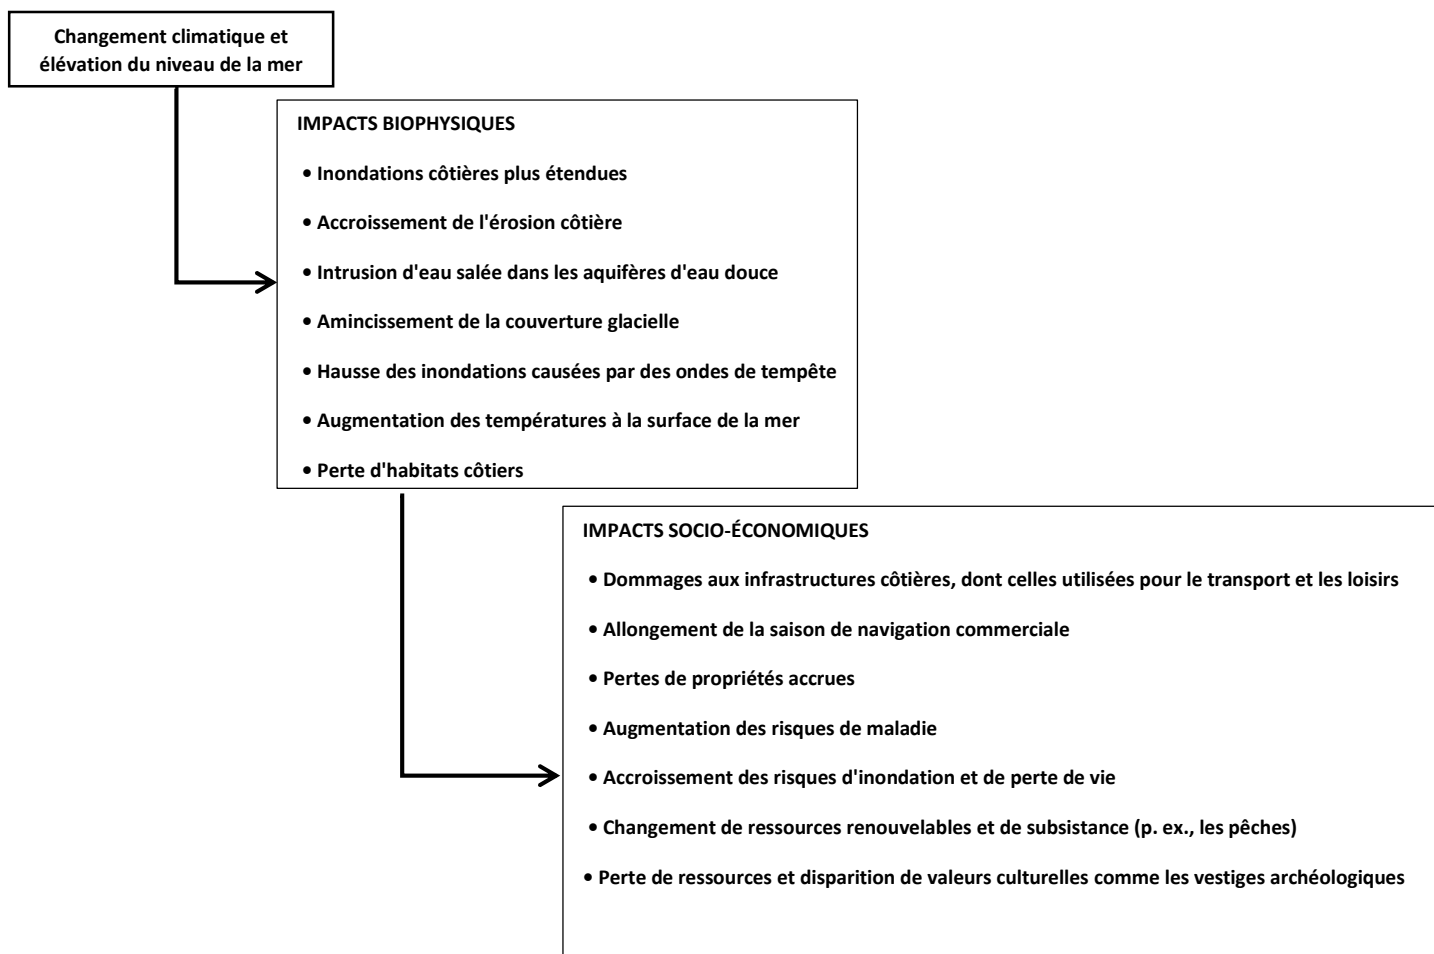 Changement climatique et
élévation du niveau de la mer
IMPACTS BIOPHYSIQUES
• Inondations côtières plus étendues
• Accroissement de l'érosion côtière
• Intrusion d'eau salée dans les aquifères d'eau douce
• Amincissement de la couverture glacielle
• Hausse des inondations causées par des ondes de tempête
• Augmentation des températures à la surface de la mer
• Perte d'habitats côtiers
IMPACTS SOCIO-ÉCONOMIQUES
• Dommages aux infrastructures côtières, dont celles utilisées pour le transport et les loisirs
• Allongement de la saison de navigation commerciale
• Pertes de propriétés accrues
• Augmentation des risques de maladie
• Accroissement des risques d'inondation et de perte de vie
• Changement de ressources renouvelables et de subsistance (p. ex., les pêches)
• Perte de ressources et disparition de valeurs culturelles comme les vestiges archéologiques